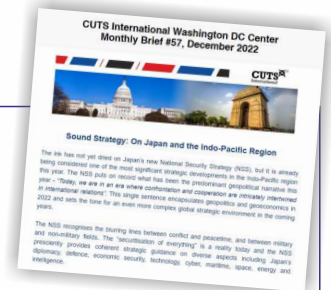 CUTS International Washington DC Center
Monthly Brief #57, December 2022
CUTS
Sound Strategy: On Japan and the Indo-Pacific Region
The ink has not yet dried on Japan's new National Security Strategy (NSS), but it is already
being considered one of the most significant strategic developments in the Indo-Pacific region
this year. The NSS puts on record what has been the predominant geopolitical narrative this
year – "Today, we are in an era where confrontation and cooperation are intricately intertwined
in international relations". This single sentence encapsulates geopolitics and geoeconomics in
2022 and sets the tone for an even more complex global strategic environment in the coming
years.
The NSS recognises the blurring lines between conflict and peacetime, and between military
and non-military fields. The "securitisation of everything" is a reality today and the NSS
presciently provides coherent strategic guidance on diverse aspects including Japan's
diplomacy, defence, economic security, technology, cyber, maritime, space, energy and
intelligence.